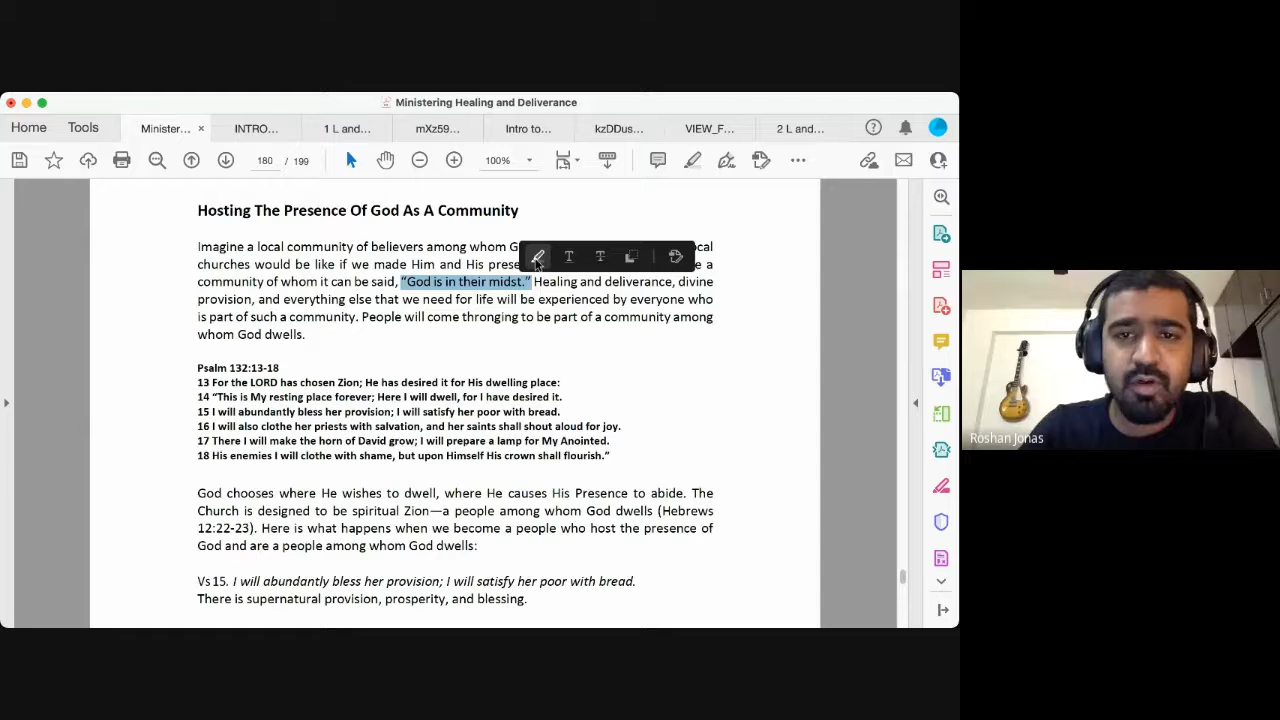 Ministering Healing and Deliverance
Home Tools Minister... × INTRO... 1 L and... mXz59... Intro to... kzDDus... VIEW_F... 2 L and...
180 / 199 100%
Hosting The Presence Of God As A Community
Imagine a local community of believers among whom G ocal
churches would be like if we made Him and His prese e a
community of whom it can be said, “God is in their midst.” Healing and deliverance, divine
provision, and everything else that we need for life will be experienced by everyone who
is part of such a community. People will come thronging to be part of a community among
whom God dwells.
Psalm 132:13-18
13 For the LORD has chosen Zion; He has desired it for His dwelling place:
14 “This is My resting place forever; Here I will dwell, for I have desired it.
15 I will abundantly bless her provision; I will satisfy her poor with bread.
16 I will also clothe her priests with salvation, and her saints shall shout aloud for joy.
17 There I will make the horn of David grow; I will prepare a lamp for My Anointed.
18 His enemies I will clothe with shame, but upon Himself His crown shall flourish.”
God chooses where He wishes to dwell, where He causes His Presence to abide. The
Church is designed to be spiritual Zion—a people among whom God dwells (Hebrews
12:22-23). Here is what happens when we become a people who host the presence of
God and are a people among whom God dwells:
Vs 15. I will abundantly bless her provision; I will satisfy her poor with bread.
There is supernatural provision, prosperity, and blessing.
Roshan Jonas